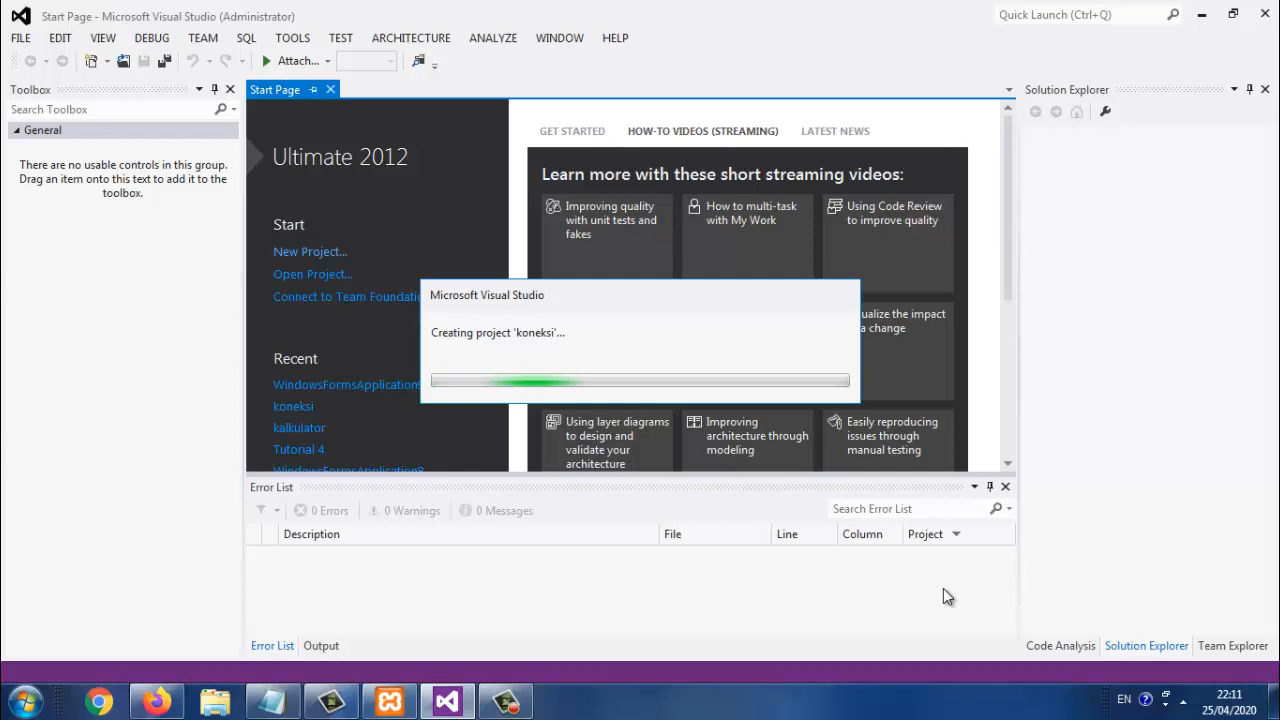 Start Page - Microsoft Visual Studio (Administrator)
Quick Launch (Ctrl+Q)
FILE EDIT VIEW DEBUG TEAM SQL TOOLS TEST ARCHITECTURE ANALYZE WINDOW HELP
Attach...
Toolbox
Start Page
Solution Explorer
Search Toolbox
General
There are no usable controls in this group.
Drag an item onto this text to add it to the
toolbox.
Ultimate 2012
Start
New Project...
Open Project...
Connect to Team Foundatio
Recent
WindowsFormsApplication
koneksi
kalkulator
Tutorial 4
WindowsFormsApplication8
GET STARTED HOW-TO VIDEOS (STREAMING) LATEST NEWS
Learn more with these short streaming videos:
Improving quality
with unit tests and
fakes
How to multi-task
with My Work
Using Code Review
to improve quality
ualize the impact
a change
Using layer diagrams
to design and
validate your
architecture
Improving
architecture through
modeling
Easily reproducing
issues through
manual testing
Microsoft Visual Studio
Creating project 'koneksi'...
Error List
0 Errors 0 Warnings 0 Messages
Search Error List
Description File Line Column Project
Error List Output
Code Analysis Solution Explorer Team Explorer
EN
22:11
25/04/2020